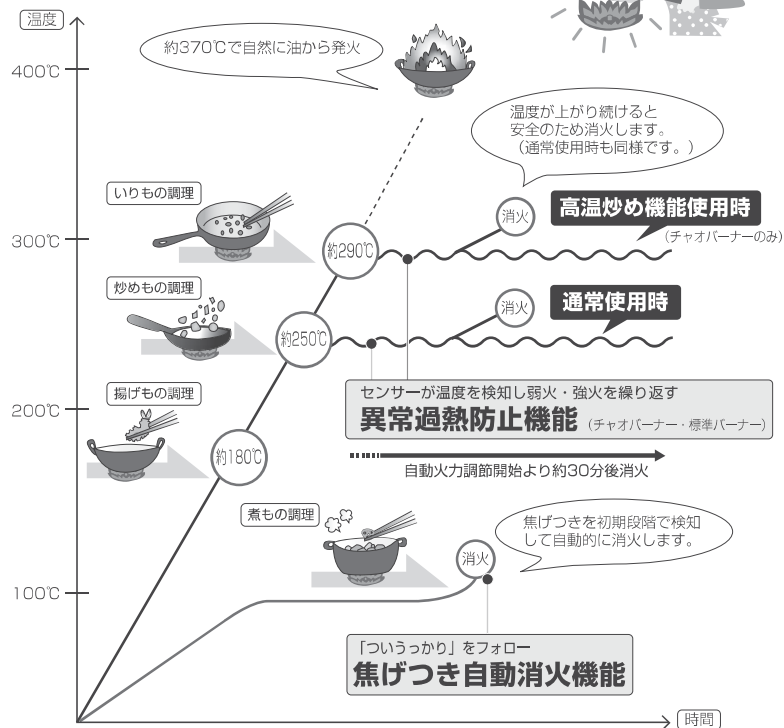 温度
約370℃で自然に油から発火
400℃
温度が上がり続けると
安全のため消火します。
（通常使用時も同様です。）
いりもの調理
消火
高温炒め機能使用時
（チャオバーナーのみ）
300℃
約290℃
炒めもの調理
消火
通常使用時
約250℃
揚げもの調理
センサーが温度を検知し弱火・強火を繰り返す
異常過熱防止機能（チャオバーナー・標準バーナー）
200℃
約180℃
自動火力調節開始より約30分後消火
煮もの調理
焦げつきを初期段階で検知
して自動的に消火します。
消火
100℃
「ついうっかり」をフォロー
焦げつき自動消火機能
時間